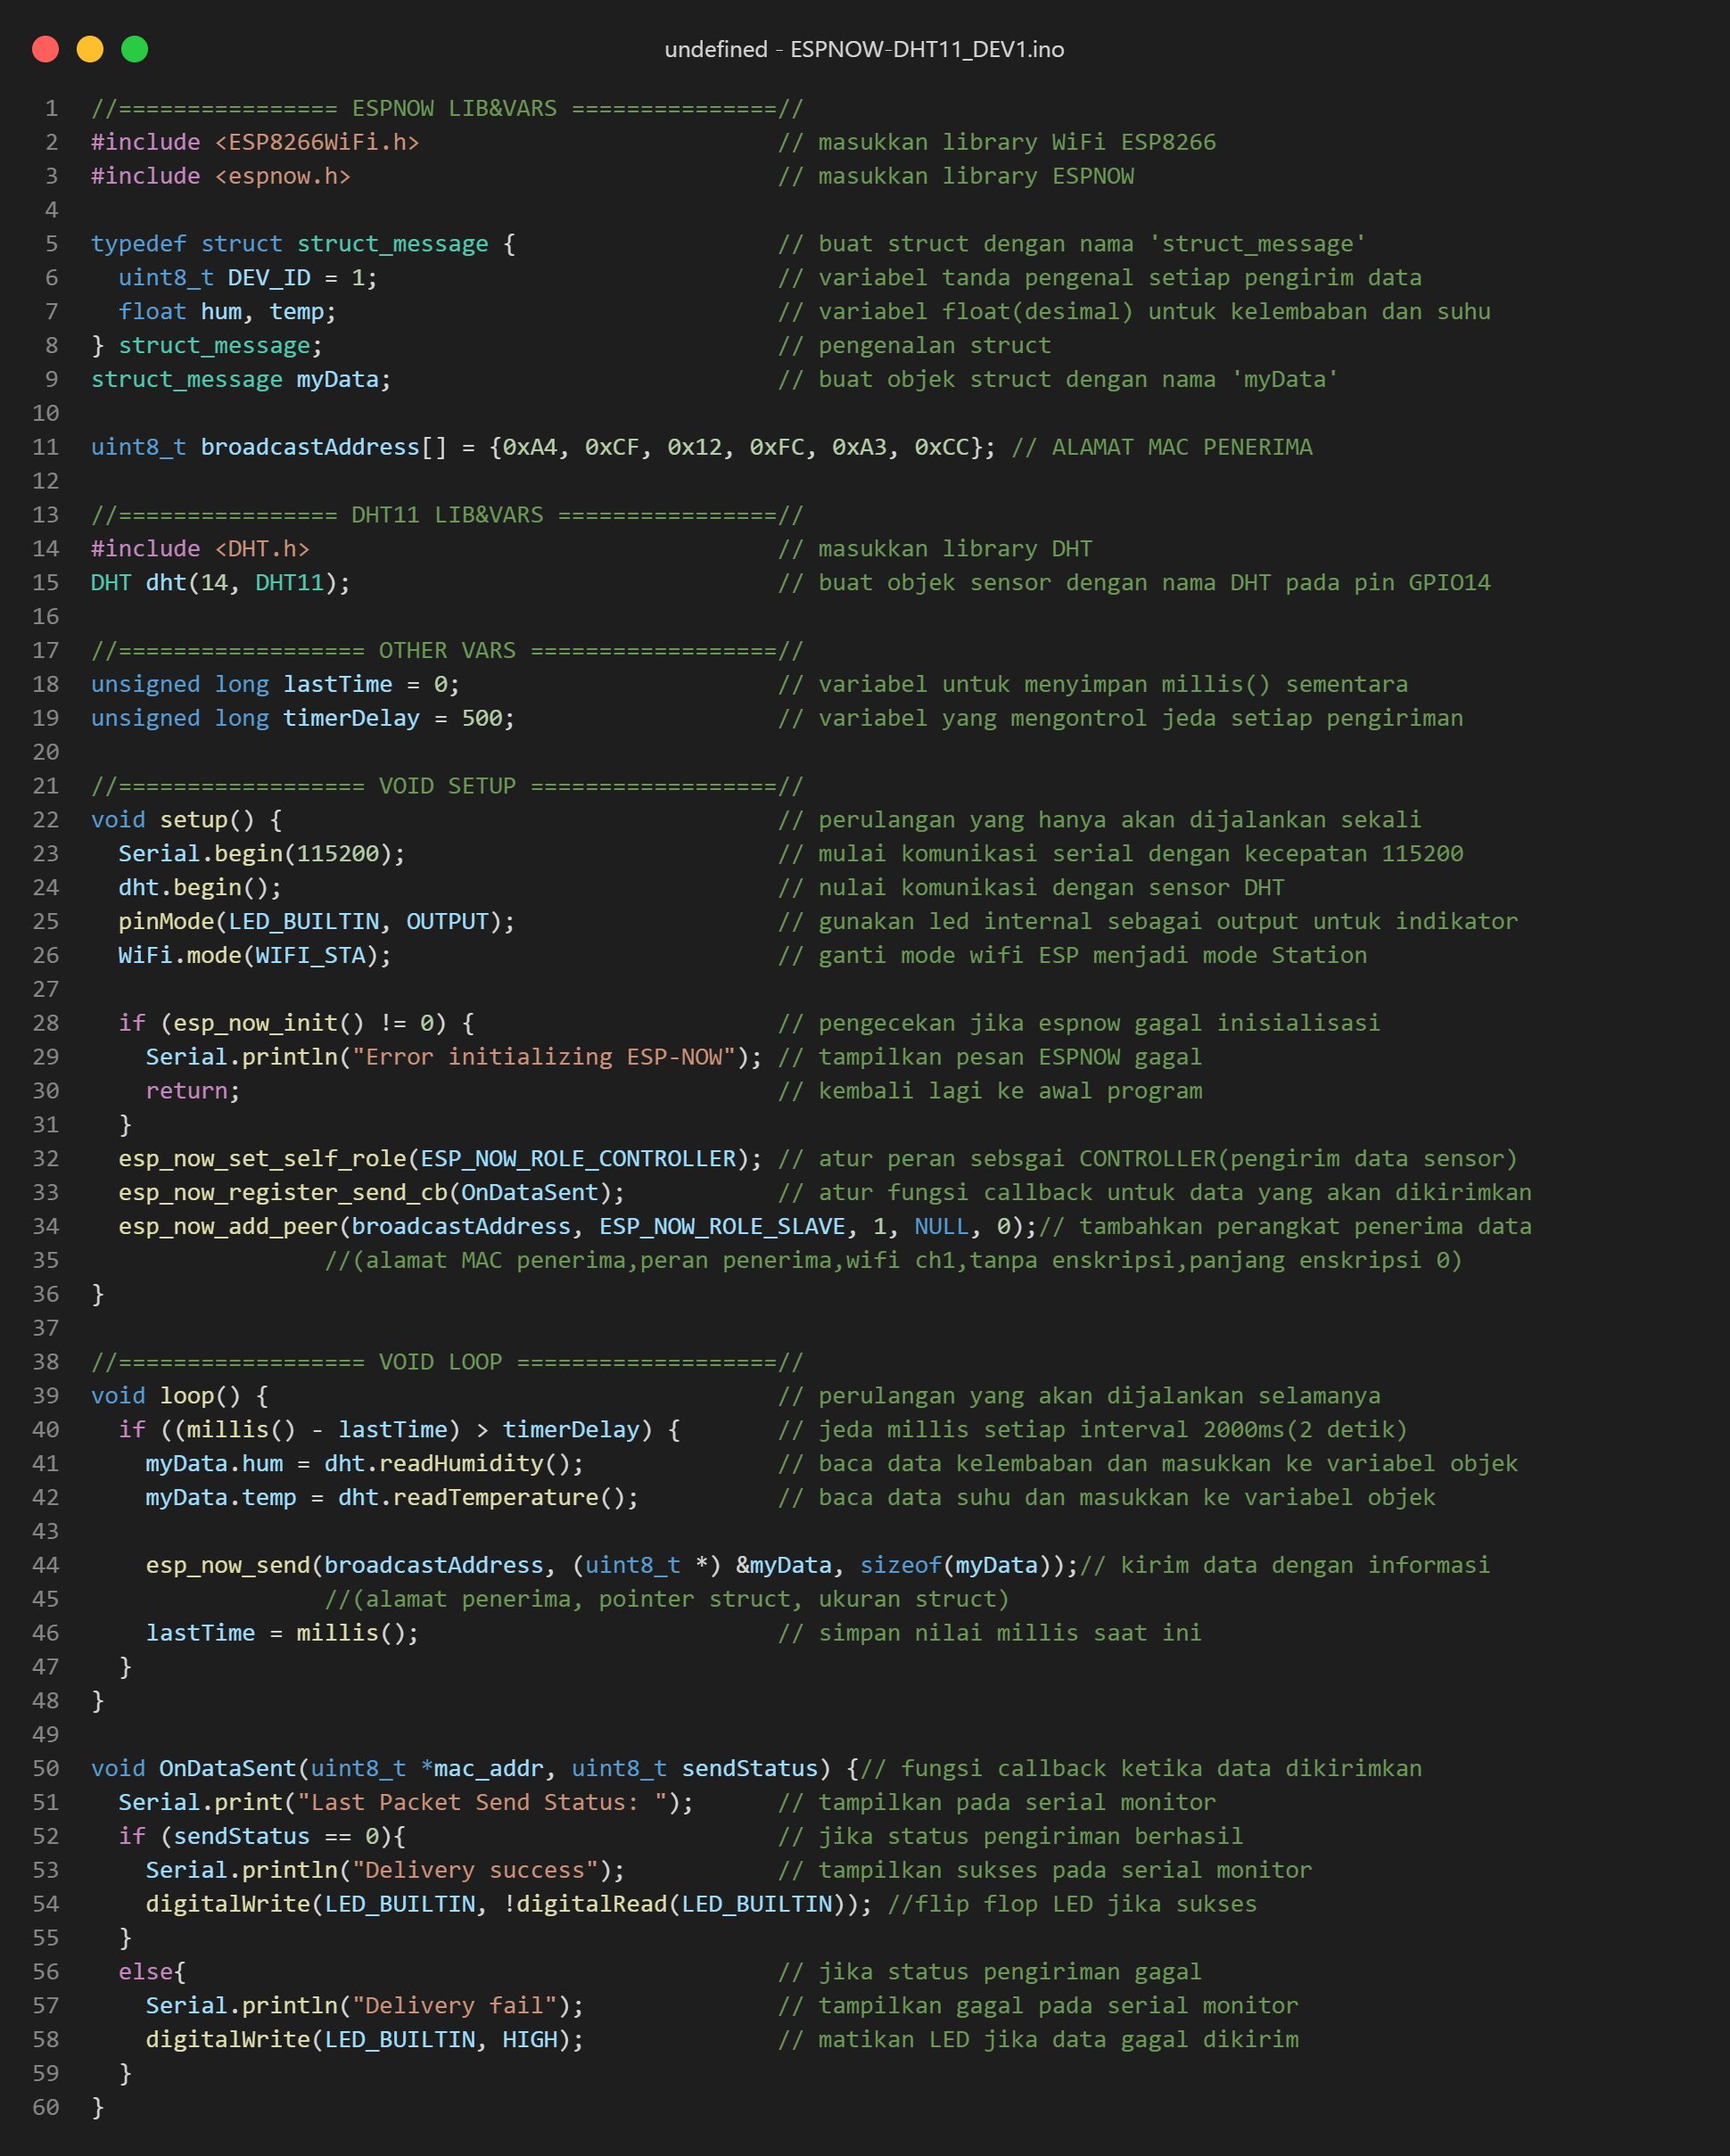 undefined - ESPNOW-DHT11_DEV1.ino
1 //================ ESPNOW LIB&VARS ===============//
2 #include <ESP8266WiFi.h> // masukkan library WiFi ESP8266
3 #include <espnow.h> // masukkan library ESPNOW
4
5 typedef struct struct_message { // buat struct dengan nama 'struct_message'
6 uint8_t DEV_ID = 1; // variabel tanda pengenal setiap pengirim data
7 float hum, temp; // variabel float(desimal) untuk kelembaban dan suhu
8 } struct_message; // pengenalan struct
9 struct_message myData; // buat objek struct dengan nama 'myData'
10
11 uint8_t broadcastAddress[] = {0xA4, 0xCF, 0x12, 0xFC, 0xA3, 0xCC}; // ALAMAT MAC PENERIMA
12
13 //================ DHT11 LIB&VARS ================//
14 #include <DHT.h> // masukkan library DHT
15 DHT dht(14, DHT11); // buat objek sensor dengan nama DHT pada pin GPIO14
16
17 //================== OTHER VARS ==================//
18 unsigned long lastTime = 0; // variabel untuk menyimpan millis() sementara
19 unsigned long timerDelay = 500; // variabel yang mengontrol jeda setiap pengiriman
20
21 //================== VOID SETUP ==================//
22 void setup() { // perulangan yang hanya akan dijalankan sekali
23 Serial.begin(115200); // mulai komunikasi serial dengan kecepatan 115200
24 dht.begin(); // nulai komunikasi dengan sensor DHT
25 pinMode(LED_BUILTIN, OUTPUT); // gunakan led internal sebagai output untuk indikator
26 WiFi.mode(WIFI_STA); // ganti mode wifi ESP menjadi mode Station
27
28 if (esp_now_init() != 0) { // pengecekan jika espnow gagal inisialisasi
29 Serial.println("Error initializing ESP-NOW"); // tampilkan pesan ESPNOW gagal
30 return; // kembali lagi ke awal program
31 }
32 esp_now_set_self_role(ESP_NOW_ROLE_CONTROLLER); // atur peran sebsgai CONTROLLER(pengirim data sensor)
33 esp_now_register_send_cb(OnDataSent); // atur fungsi callback untuk data yang akan dikirimkan
34 esp_now_add_peer(broadcastAddress, ESP_NOW_ROLE_SLAVE, 1, NULL, 0);// tambahkan perangkat penerima data
35 //(alamat MAC penerima,peran penerima,wifi ch1,tanpa enskripsi,panjang enskripsi 0)
36 }
37
38 //================== VOID LOOP ===================//
39 void loop() { // perulangan yang akan dijalankan selamanya
40 if ((millis() - lastTime) > timerDelay) { // jeda millis setiap interval 2000ms(2 detik)
41 myData.hum = dht.readHumidity(); // baca data kelembaban dan masukkan ke variabel objek
42 myData.temp = dht.readTemperature(); // baca data suhu dan masukkan ke variabel objek
43
44 esp_now_send(broadcastAddress, (uint8_t *) &myData, sizeof(myData));// kirim data dengan informasi
45 //(alamat penerima, pointer struct, ukuran struct)
46 lastTime = millis(); // simpan nilai millis saat ini
47 }
48 }
49
50 void OnDataSent(uint8_t *mac_addr, uint8_t sendStatus) {// fungsi callback ketika data dikirimkan
51 Serial.print("Last Packet Send Status: "); // tampilkan pada serial monitor
52 if (sendStatus == 0){ // jika status pengiriman berhasil
53 Serial.println("Delivery success"); // tampilkan sukses pada serial monitor
54 digitalWrite(LED_BUILTIN, !digitalRead(LED_BUILTIN)); //flip flop LED jika sukses
55 }
56 else{ // jika status pengiriman gagal
57 Serial.println("Delivery fail"); // tampilkan gagal pada serial monitor
58 digitalWrite(LED_BUILTIN, HIGH); // matikan LED jika data gagal dikirim
59 }
60 }